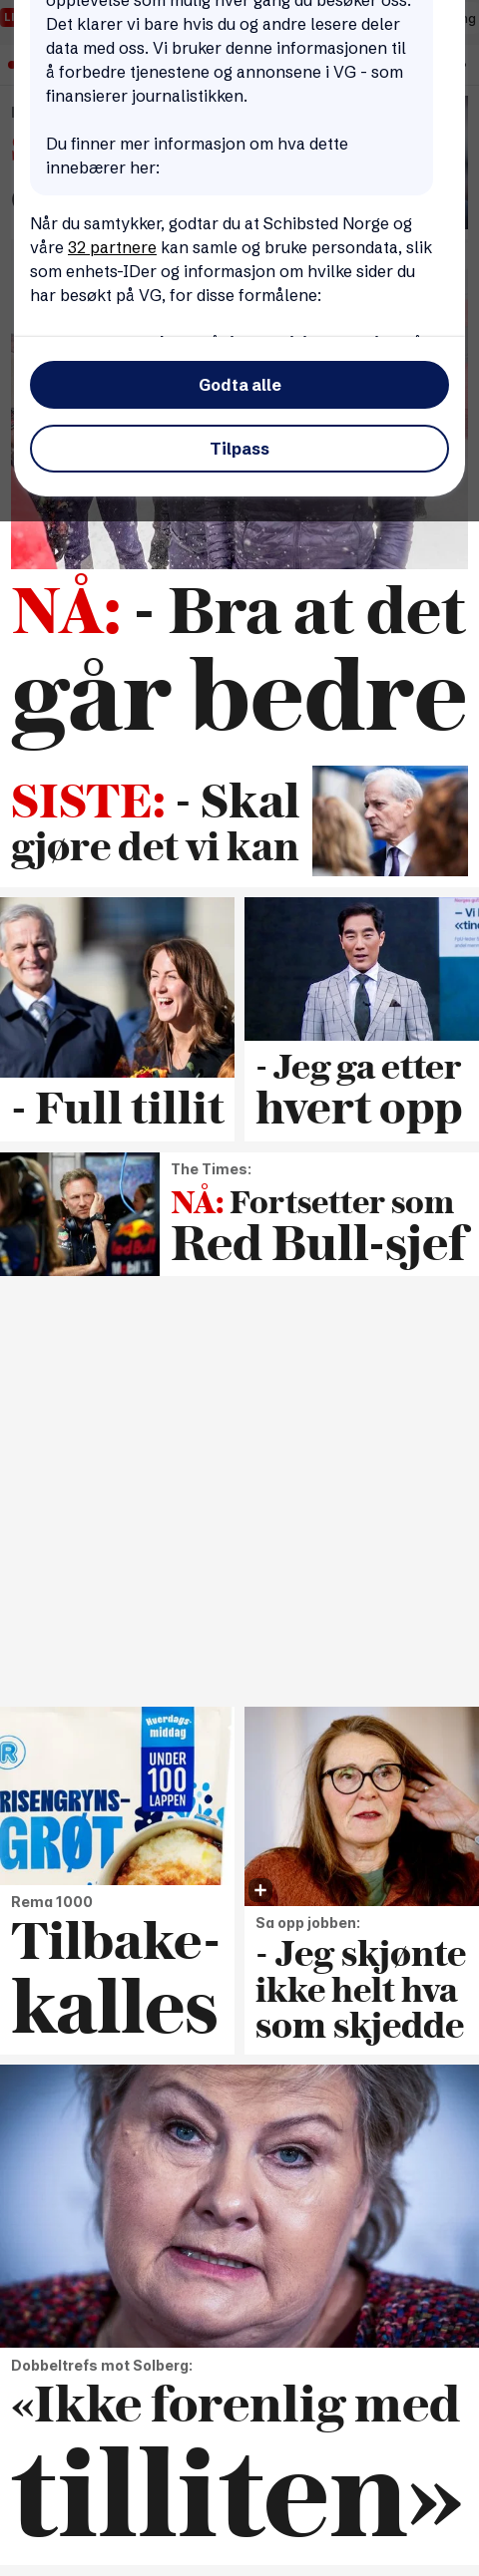 opplevelse som mulig hver gang du besøker oss.
Det klarer vi bare hvis du og andre lesere deler
data med oss. Vi bruker denne informasjonen til
å forbedre tjenestene og annonsene i VG - som
finansierer journalistikken.
Du finner mer informasjon om hva dette
innebærer her:
Når du samtykker, godtar du at Schibsted Norge og
våre 32 partnere kan samle og bruke persondata, slik
som enhets-IDer og informasjon om hvilke sider du
har besøkt på VG, for disse formålene:
Godta alle
Tilpass
NÅ: - Bra at det
går bedre
SISTE: - Skal
gjøre det vi kan
- Full tillit
- Jeg ga etter
hvert opp
The Times:
NÅ: Fortsetter som
Red Bull-sjef
Hverdags-
middag
UNDER
100
LAPPEN
R
RISENGRYNS-
GRØT
Rema 1000
Tilbake-
kalles
Sa opp jobben:
- Jeg skjønte
ikke helt hva
som skjedde
Dobbeltrefs mot Solberg:
«Ikke forenlig med
tilliten»